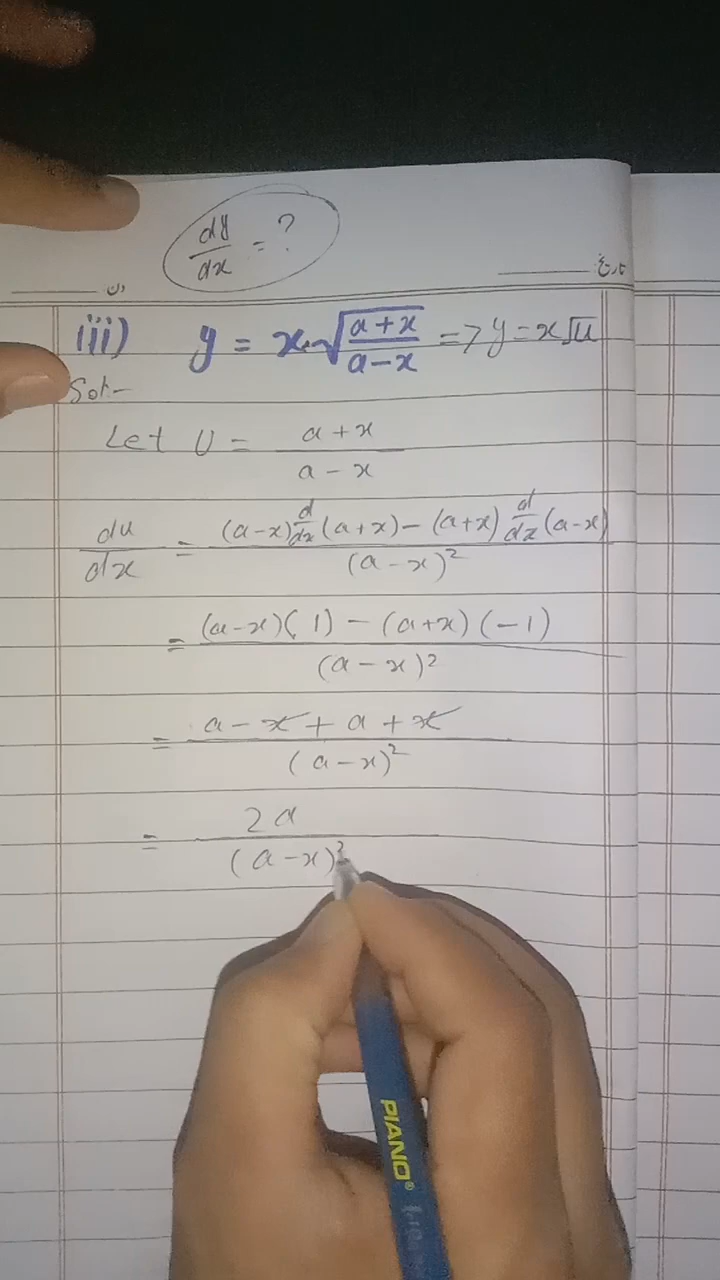 dy/dx = ?
iii) y = x·√((a+x)/(a-x)) => y = x√u
Sol:-
Let U = (a+x)/(a-x)
du/dx = ((a-x) d/dx (a+x) - (a+x) d/dx (a-x))/(a-x)²
= ((a-x)(1) - (a+x)(-1))/(a-x)²
= (a-x+a+x)/(a-x)²
= 2a/(a-x)²
PIANO®